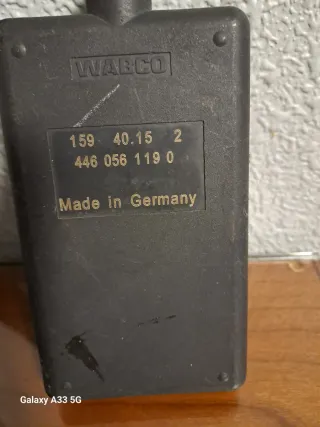 WABCO
159 40.15 2
446 056 119 0
Made in Germany
Galaxy A33 5G